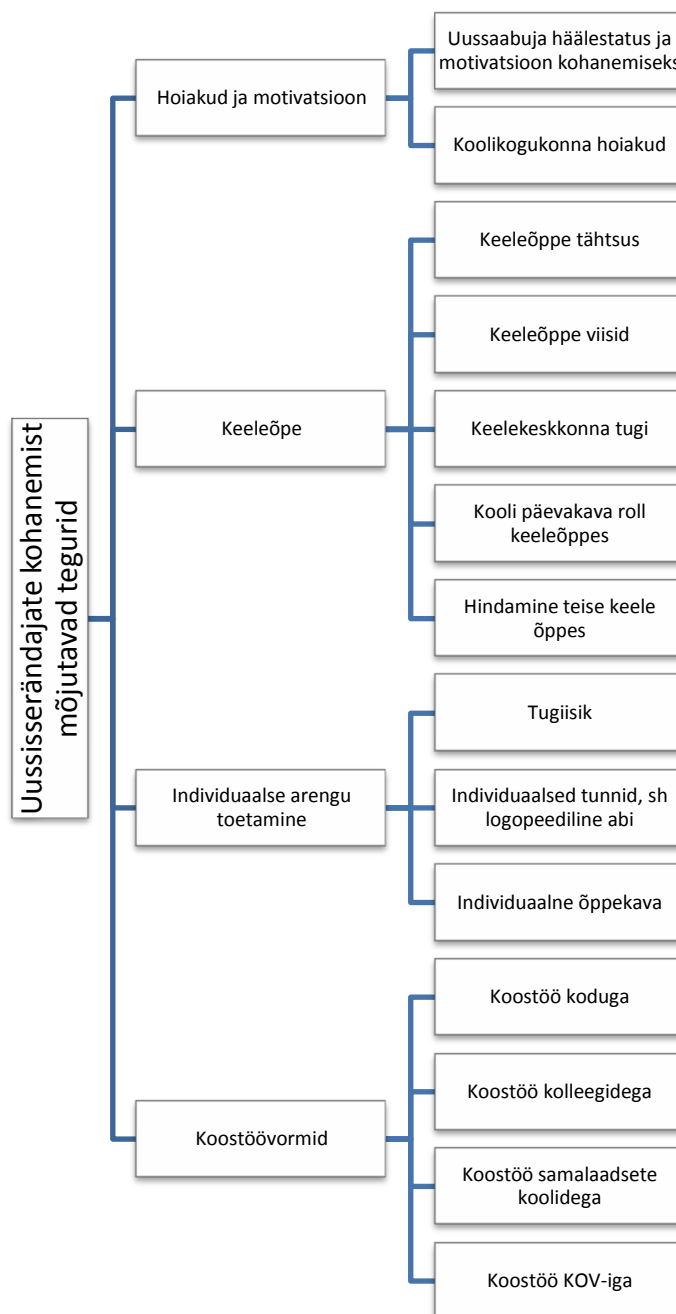 Uussisserändajate kohanemist
mõjutavad tegurid
Hoiakud ja motivatsioon
Uussaabuja häälestatus ja
motivatsioon kohanemiseks
Koolikogukonna hoiakud
Keeleõpe
Keeleõppe tähtsus
Keeleõppe viisid
Keelekeskkonna tugi
Kooli päevakava roll
keeleõppes
Hindamine teise keele
õppes
Individuaalse arengu
toetamine
Tugiisik
Individuaalsed tunnid, sh
logopeediline abi
Individuaalne õppekava
Koostöövormid
Koostöö koduga
Koostöö kolleegidega
Koostöö samalaadsete
koolidega
Koostöö KOV-iga